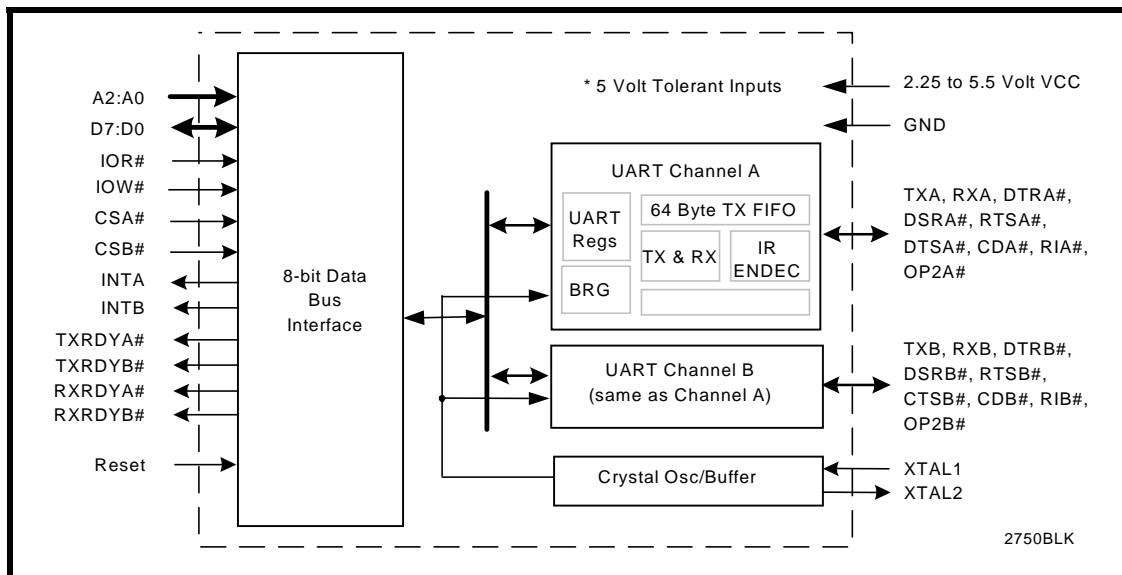 A2:A0
D7:D0
IOR#
IOW#
CSA#
CSB#
INTA
INTB
TXRDYA#
TXRDYB#
RXRDYA#
RXRDYB#
Reset
8-bit Data
Bus
Interface
* 5 Volt Tolerant Inputs
UART Channel A
UART
Regs
64 Byte TX FIFO
TX & RX
IR
ENDEC
BRG
UART Channel B
(same as Channel A)
Crystal Osc/Buffer
2.25 to 5.5 Volt VCC
GND
TXA, RXA, DTRA#,
DSRA#, RTSA#,
DTSA#, CDA#, RIA#,
OP2A#
TXB, RXB, DTRB#,
DSRB#, RTSB#,
CTSB#, CDB#, RIB#,
OP2B#
XTAL1
XTAL2
2750BLK